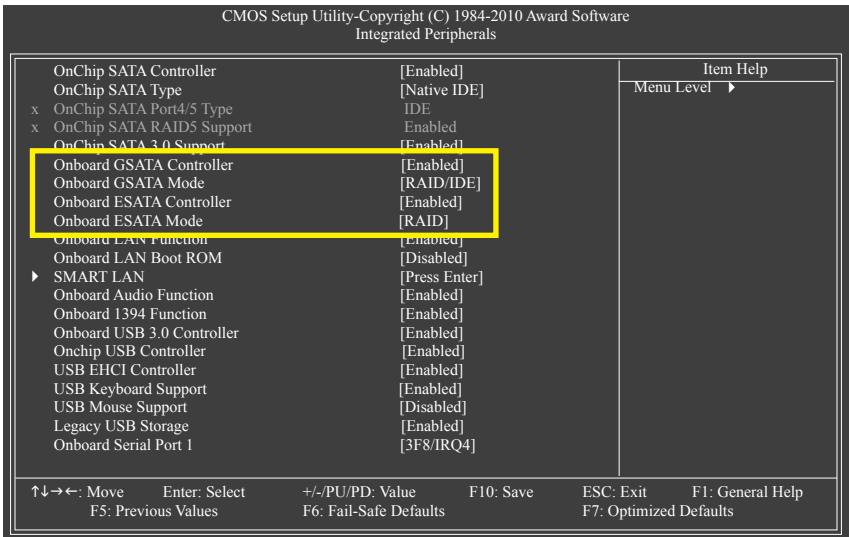 CMOS Setup Utility-Copyright (C) 1984-2010 Award Software
Integrated Peripherals
OnChip SATA Controller [Enabled]
OnChip SATA Type [Native IDE]
x OnChip SATA Port4/5 Type IDE
x OnChip SATA RAID5 Support Enabled
OnChip SATA 3.0 Support [Enabled]
Onboard GSATA Controller [Enabled]
Onboard GSATA Mode [RAID/IDE]
Onboard ESATA Controller [Enabled]
Onboard ESATA Mode [RAID]
Onboard LAN Function [Enabled]
Onboard LAN Boot ROM [Disabled]
SMART LAN [Press Enter]
Onboard Audio Function [Enabled]
Onboard 1394 Function [Enabled]
Onboard USB 3.0 Controller [Enabled]
Onchip USB Controller [Enabled]
USB EHCI Controller [Enabled]
USB Keyboard Support [Enabled]
USB Mouse Support [Disabled]
Legacy USB Storage [Enabled]
Onboard Serial Port 1 [3F8/IRQ4]
Item Help
Menu Level
↑↓→←: Move Enter: Select +/-/PU/PD: Value F10: Save ESC: Exit F1: General Help
F5: Previous Values F6: Fail-Safe Defaults F7: Optimized Defaults